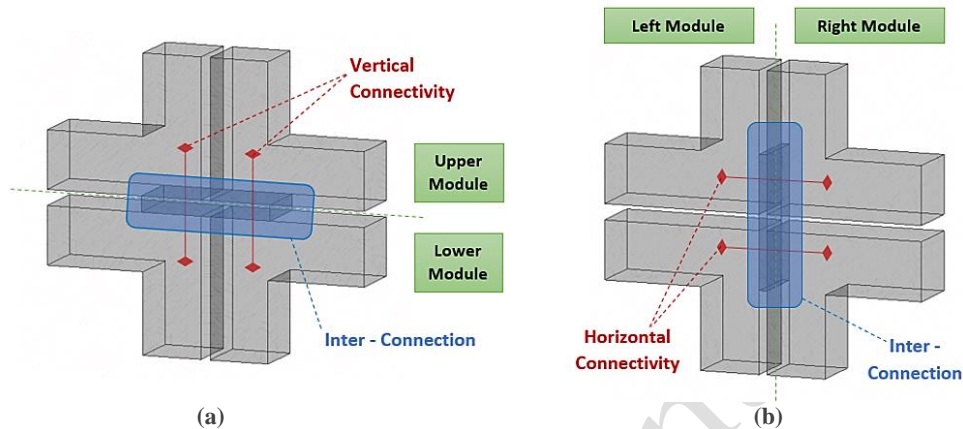 Vertical
Connectivity
Upper
Module
Lower
Module
Inter - Connection
(a)
Left Module
Right Module
Horizontal
Connectivity
Inter -
Connection
(b)